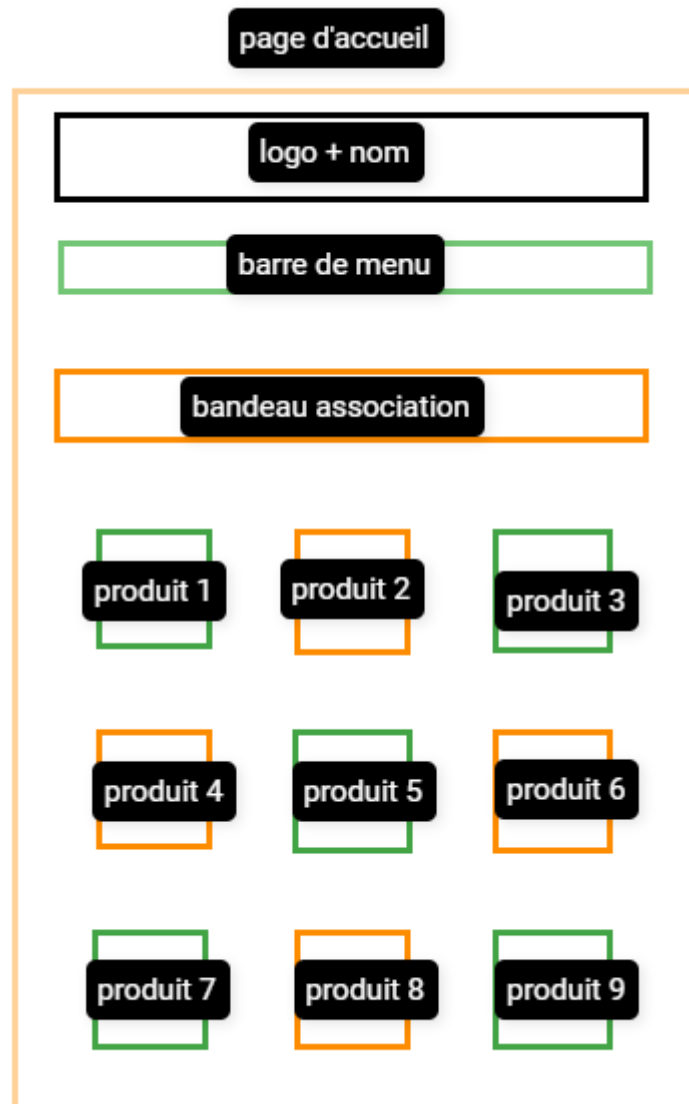 page d'accueil
logo + nom
barre de menu
bandeau association
produit 1
produit 2
produit 3
produit 4
produit 5
produit 6
produit 7
produit 8
produit 9